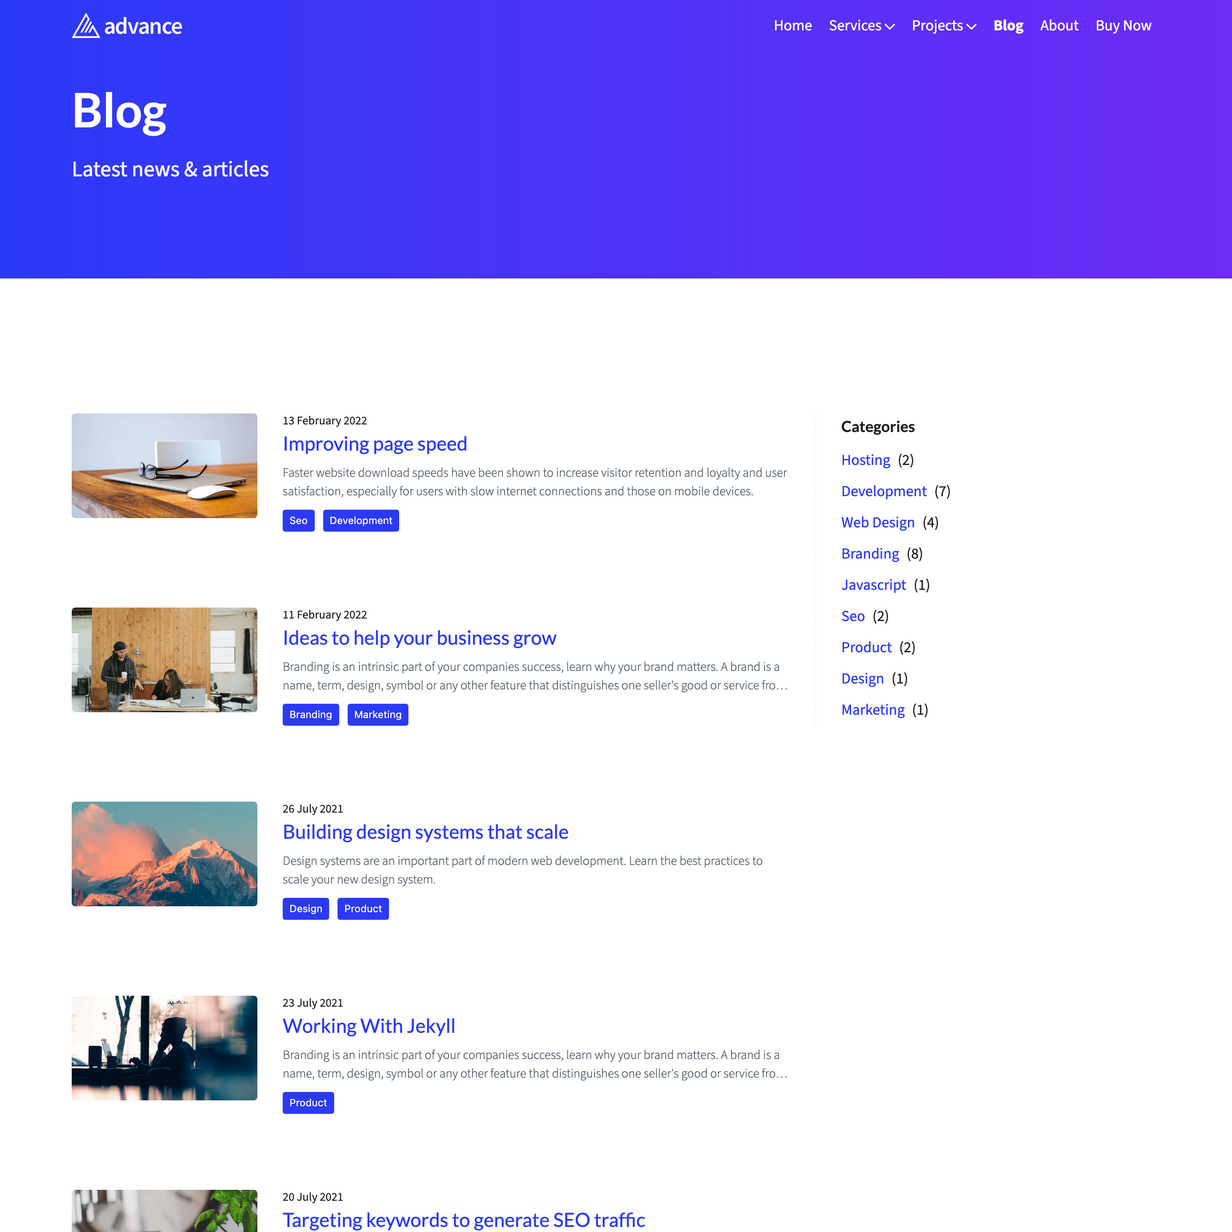 advance
Home Services Projects Blog About Buy Now
Blog
Latest news & articles
13 February 2022
Improving page speed
Faster website download speeds have been shown to increase visitor retention and loyalty and user
satisfaction, especially for users with slow internet connections and those on mobile devices.
Seo Development
11 February 2022
Ideas to help your business grow
Branding is an intrinsic part of your companies success, learn why your brand matters. A brand is a
name, term, design, symbol or any other feature that distinguishes one seller's good or service fro…
Branding Marketing
26 July 2021
Building design systems that scale
Design systems are an important part of modern web development. Learn the best practices to
scale your new design system.
Design Product
23 July 2021
Working With Jekyll
Branding is an intrinsic part of your companies success, learn why your brand matters. A brand is a
name, term, design, symbol or any other feature that distinguishes one seller's good or service fro…
Product
20 July 2021
Targeting keywords to generate SEO traffic
Categories
Hosting (2)
Development (7)
Web Design (4)
Branding (8)
Javascript (1)
Seo (2)
Product (2)
Design (1)
Marketing (1)